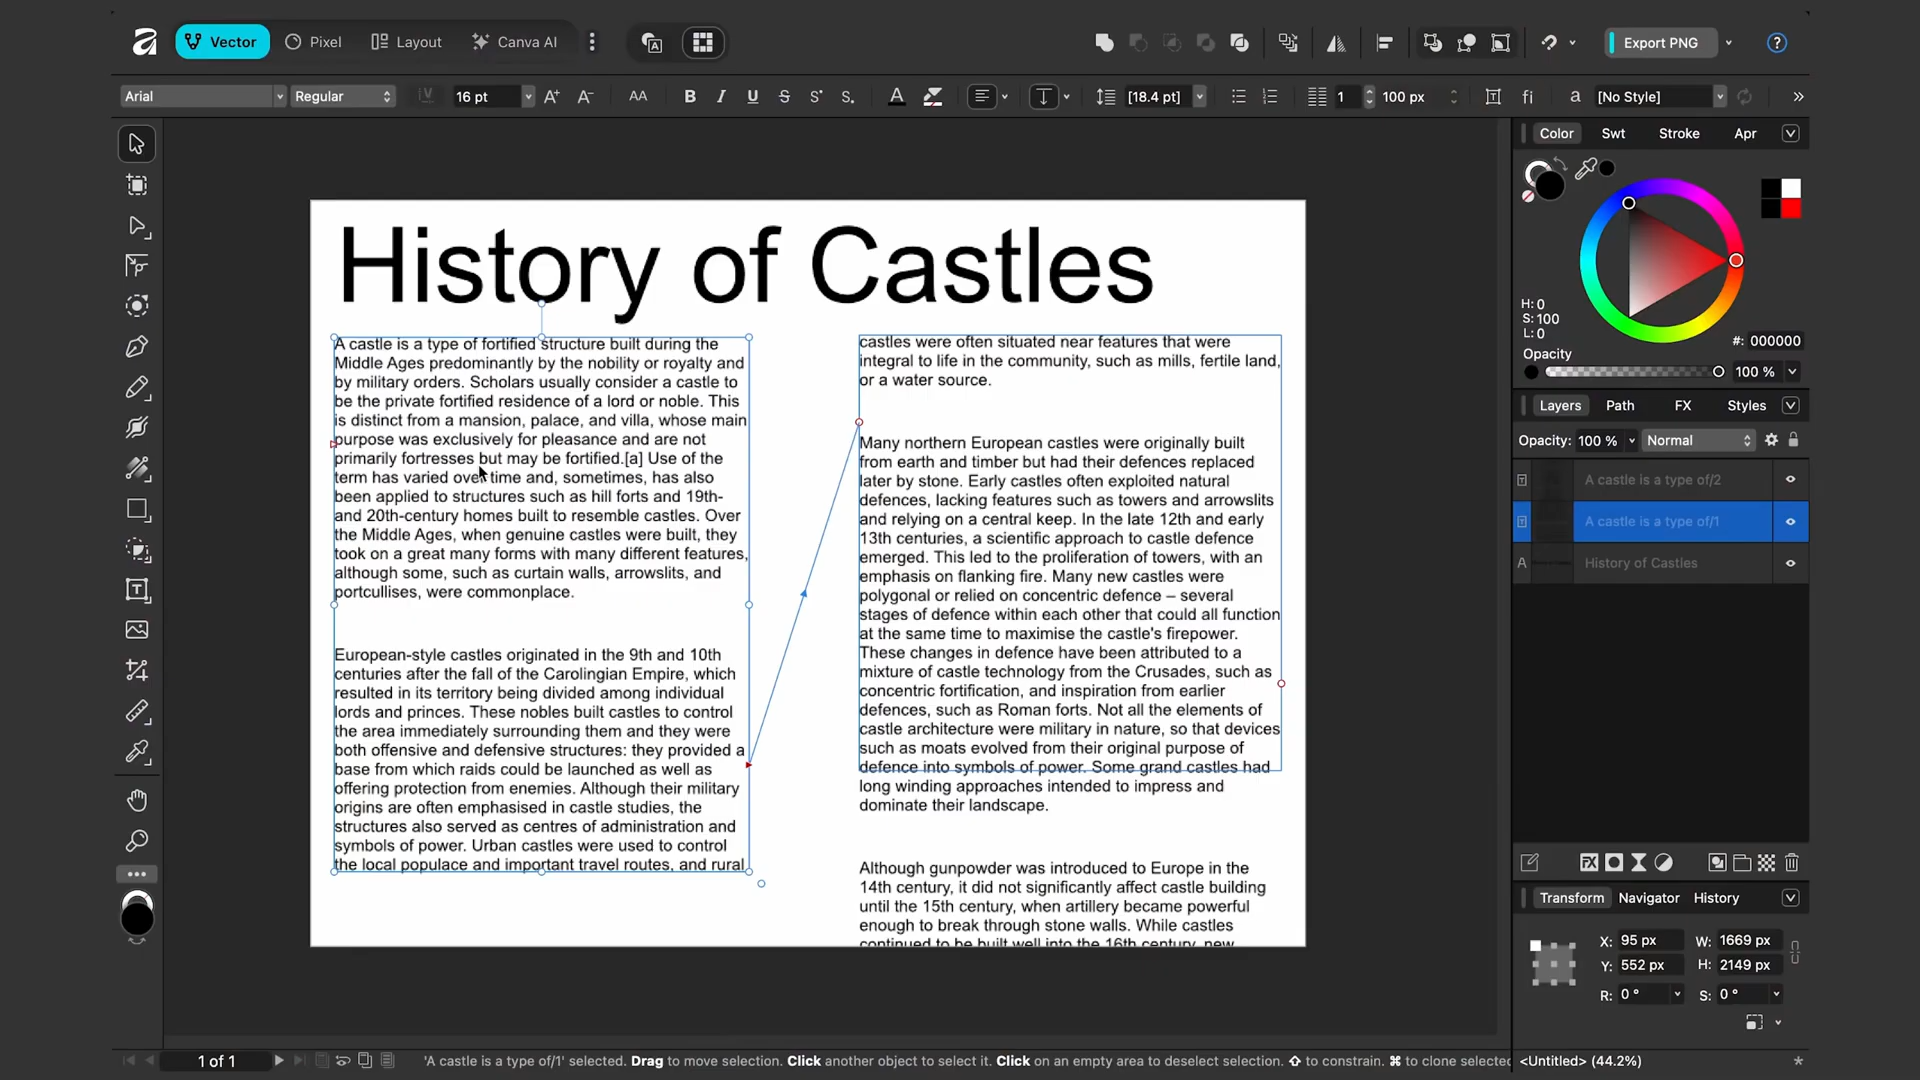 Vector
Pixel
Layout
Canva AI
Export PNG
?
Arial
Regular
16 pt
A+
A-
AA
B
I
U
S
S
S
A
[18.4 pt]
1
100 px
fi
a
[No Style]
History of Castles
A castle is a type of fortified structure built during the
Middle Ages predominantly by the nobility or royalty and
by military orders. Scholars usually consider a castle to
be the private fortified residence of a lord or noble. This
is distinct from a mansion, palace, and villa, whose main
purpose was exclusively for pleasance and are not
primarily fortresses but may be fortified.[a] Use of the
term has varied over time and, sometimes, has also
been applied to structures such as hill forts and 19th-
and 20th-century homes built to resemble castles. Over
the Middle Ages, when genuine castles were built, they
took on a great many forms with many different features,
although some, such as curtain walls, arrowslits, and
portcullises, were commonplace.
European-style castles originated in the 9th and 10th
centuries after the fall of the Carolingian Empire, which
resulted in its territory being divided among individual
lords and princes. These nobles built castles to control
the area immediately surrounding them and they were
both offensive and defensive structures: they provided a
base from which raids could be launched as well as
offering protection from enemies. Although their military
origins are often emphasised in castle studies, the
structures also served as centres of administration and
symbols of power. Urban castles were used to control
the local populace and important travel routes, and rural
castles were often situated near features that were
integral to life in the community, such as mills, fertile land,
or a water source.
Many northern European castles were originally built
from earth and timber but had their defences replaced
later by stone. Early castles often exploited natural
defences, lacking features such as towers and arrowslits
and relying on a central keep. In the late 12th and early
13th centuries, a scientific approach to castle defence
emerged. This led to the proliferation of towers, with an
emphasis on flanking fire. Many new castles were
polygonal or relied on concentric defence – several
stages of defence within each other that could all function
at the same time to maximise the castle's firepower.
These changes in defence have been attributed to a
mixture of castle technology from the Crusades, such as
concentric fortification, and inspiration from earlier
defences, such as Roman forts. Not all the elements of
castle architecture were military in nature, so that devices
such as moats evolved from their original purpose of
defence into symbols of power. Some grand castles had
long winding approaches intended to impress and
dominate their landscape.
Although gunpowder was introduced to Europe in the
14th century, it did not significantly affect castle building
until the 15th century, when artillery became powerful
enough to break through stone walls. While castles
continued to be built well into the 16th century, new
Color
Swt
Stroke
Apr
H: 0
S: 100
L: 0
#: 000000
Opacity
100 %
Layers
Path
FX
Styles
Opacity: 100 %
Normal
A castle is a type of/2
A castle is a type of/1
A
History of Castles
FX
Transform
Navigator
History
X: 95 px
W: 1669 px
Y: 552 px
H: 2149 px
R: 0 °
S: 0 °
1 of 1
'A castle is a type of/1' selected. Drag to move selection. Click another object to select it. Click on an empty area to deselect selection. ⇧ to constrain. ⌘ to clone selected
<Untitled> (44.2%)
*